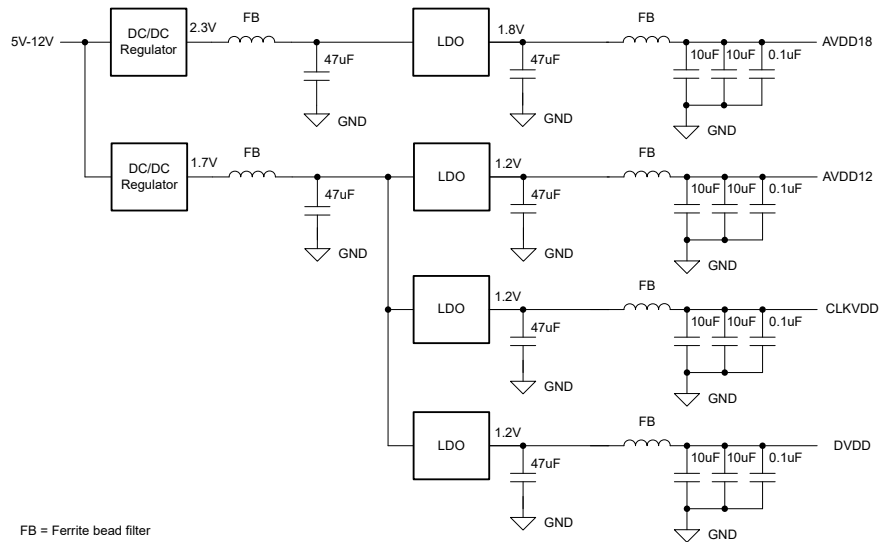 FB
FB
5V-12V
DC/DC
Regulator
2.3V
LDO
1.8V
AVDD18
47uF
47uF
10uF
10uF
0.1uF
GND
GND
GND
FB
FB
DC/DC
Regulator
1.7V
LDO
1.2V
AVDD12
47uF
47uF
10uF
10uF
0.1uF
GND
GND
GND
FB
LDO
1.2V
CLKVDD
47uF
10uF
10uF
0.1uF
GND
GND
FB
LDO
1.2V
DVDD
47uF
10uF
10uF
0.1uF
GND
GND
FB = Ferrite bead filter